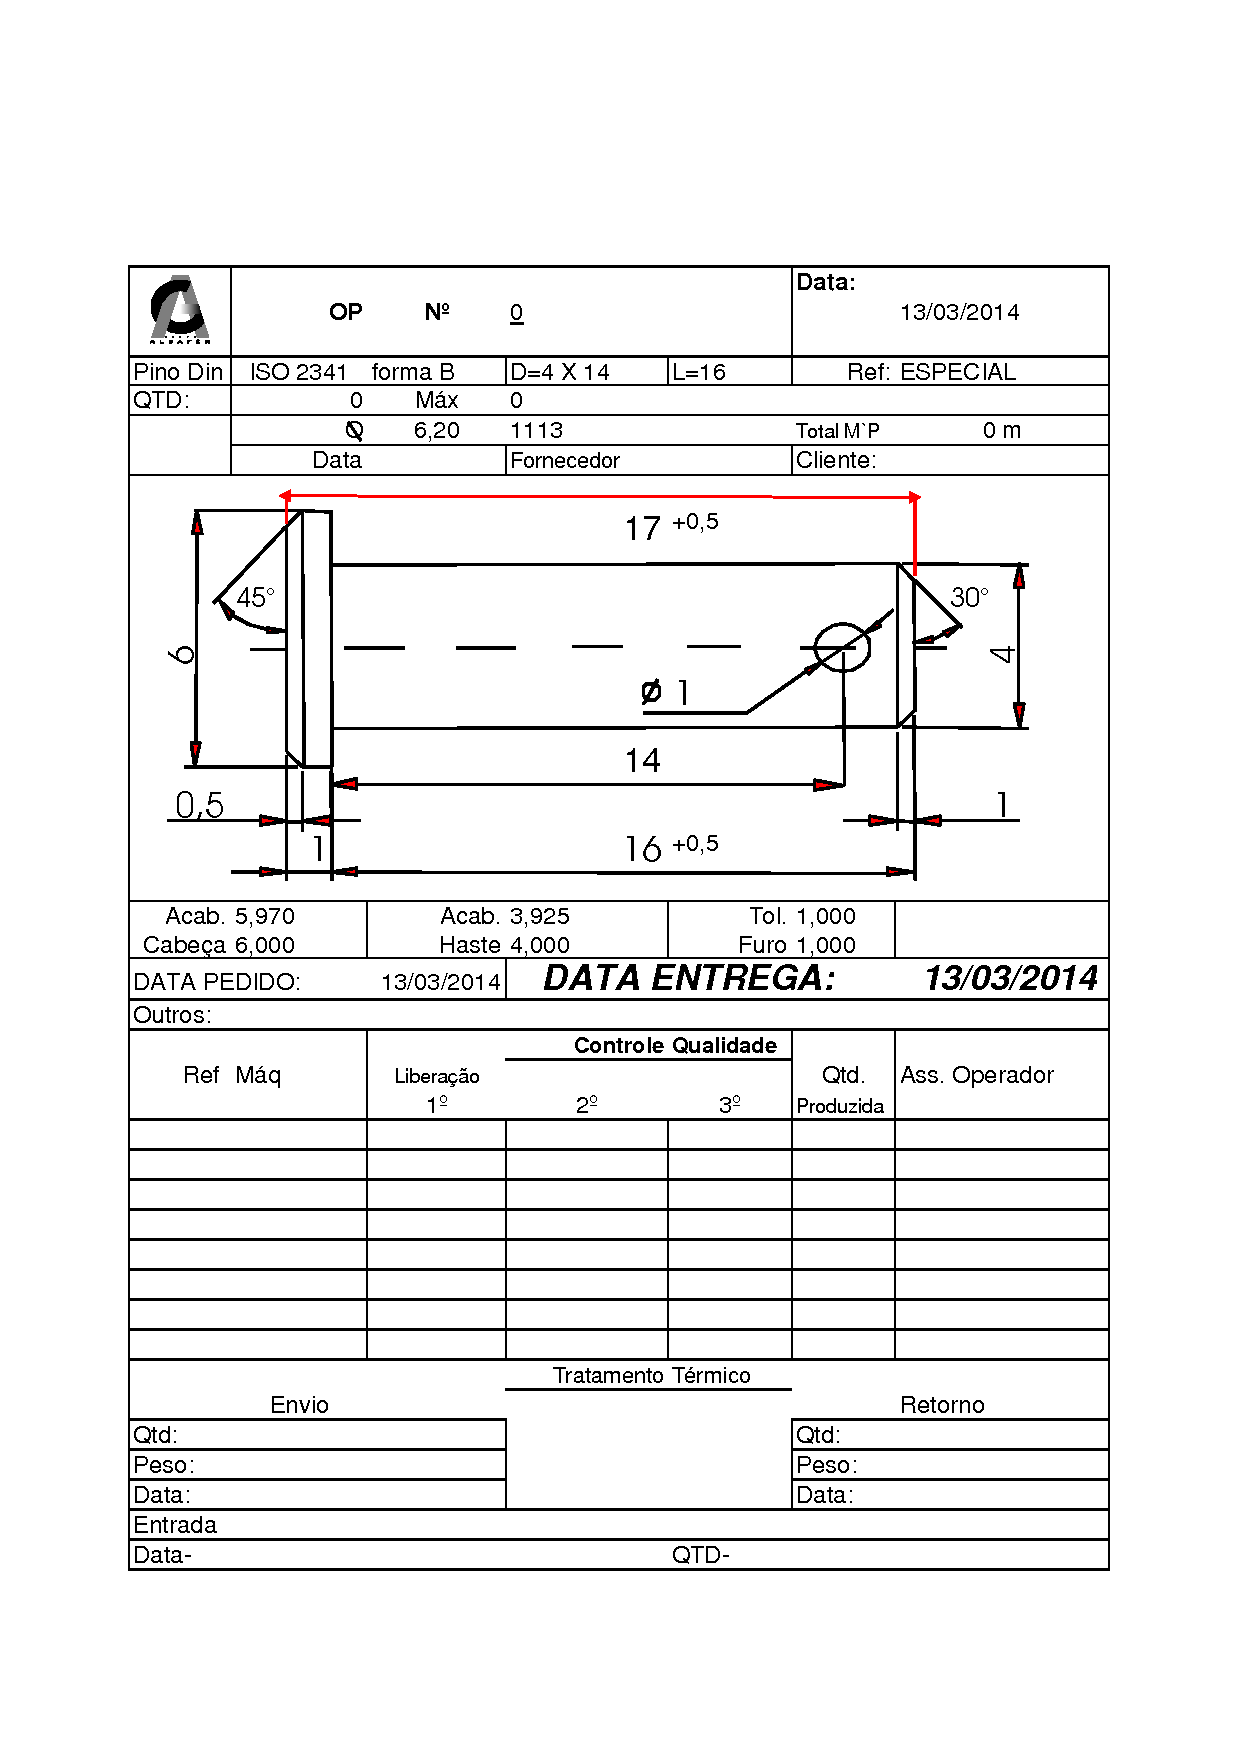 ALBAFER
Data:
OP Nº 0 13/03/2014
Pino Din ISO 2341 forma B D=4 X 14 L=16 Ref: ESPECIAL
QTD: 0 Máx 0
Ø 6,20 1113 Total M`P 0 m
Data Fornecedor Cliente:
17 +0,5
45° 30°
6 4
Ø 1
14
0,5 1
1 16 +0,5
Acab. 5,970 Acab. 3,925 Tol. 1,000
Cabeça 6,000 Haste 4,000 Furo 1,000
DATA PEDIDO: 13/03/2014 DATA ENTREGA: 13/03/2014
Outros:
Controle Qualidade
Ref Máq Liberação Qtd. Ass. Operador
1º 2º 3º Produzida
Tratamento Térmico
Envio Retorno
Qtd: Qtd:
Peso: Peso:
Data: Data:
Entrada
Data- QTD-